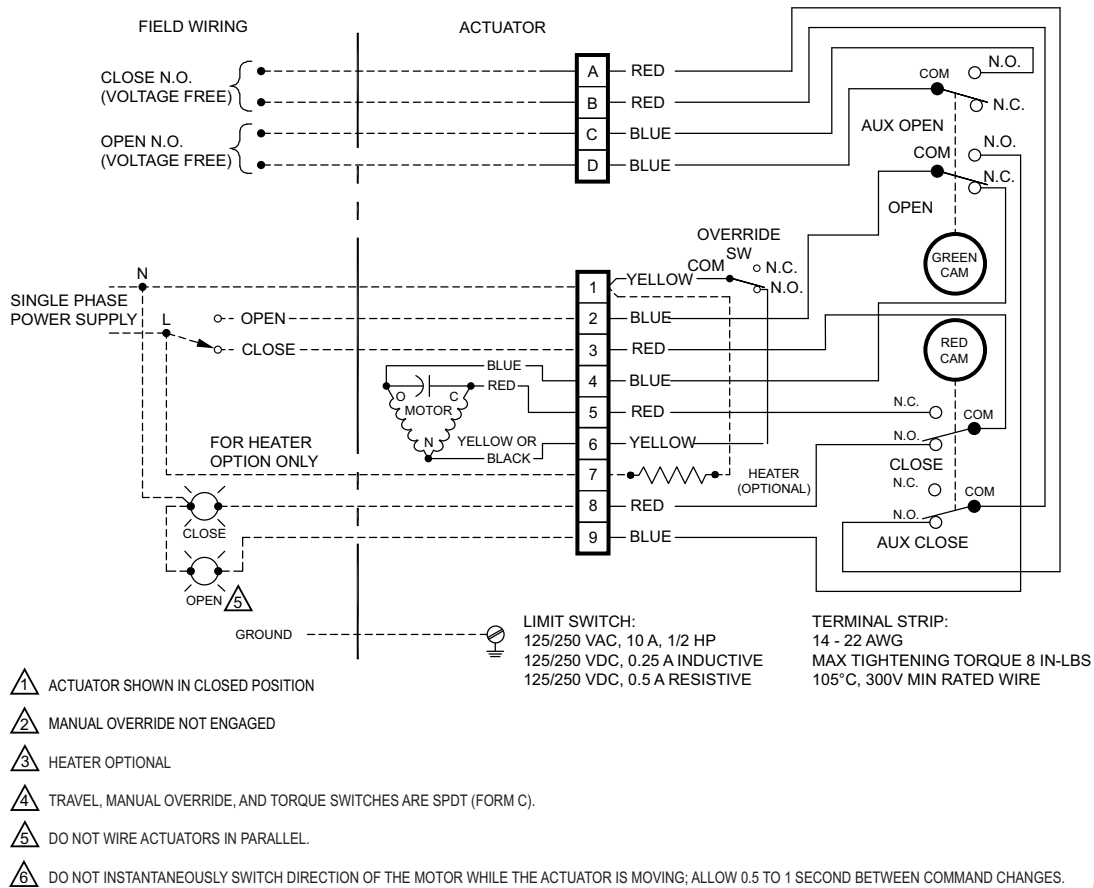 FIELD WIRING
ACTUATOR
CLOSE N.O.
(VOLTAGE FREE)
OPEN N.O.
(VOLTAGE FREE)
A RED
B RED
C BLUE
D BLUE
N.O.
COM
N.C.
AUX OPEN
N.O.
COM
N.C.
OPEN
GREEN
CAM
RED
CAM
OVERRIDE
SW
COM
N.C.
N.O.
N
SINGLE PHASE
POWER SUPPLY
L
OPEN
CLOSE
1 YELLOW
2 BLUE
3 RED
4 BLUE
5 RED
6 YELLOW
7
8 RED
9 BLUE
BLUE
RED
O C
MOTOR
N
YELLOW OR
BLACK
FOR HEATER
OPTION ONLY
HEATER
(OPTIONAL)
N.C.
COM
N.O.
CLOSE
N.C.
COM
N.O.
AUX CLOSE
CLOSE
OPEN
5
GROUND
LIMIT SWITCH:
125/250 VAC, 10 A, 1/2 HP
125/250 VDC, 0.25 A INDUCTIVE
125/250 VDC, 0.5 A RESISTIVE
TERMINAL STRIP:
14 - 22 AWG
MAX TIGHTENING TORQUE 8 IN-LBS
105°C, 300V MIN RATED WIRE
1 ACTUATOR SHOWN IN CLOSED POSITION
2 MANUAL OVERRIDE NOT ENGAGED
3 HEATER OPTIONAL
4 TRAVEL, MANUAL OVERRIDE, AND TORQUE SWITCHES ARE SPDT (FORM C).
5 DO NOT WIRE ACTUATORS IN PARALLEL.
6 DO NOT INSTANTANEOUSLY SWITCH DIRECTION OF THE MOTOR WHILE THE ACTUATOR IS MOVING; ALLOW 0.5 TO 1 SECOND BETWEEN COMMAND CHANGES.